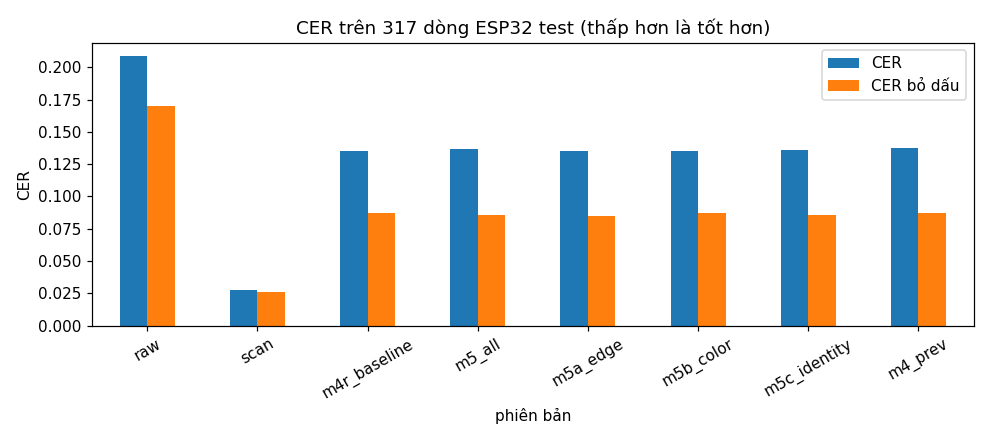 CER trên 317 dòng ESP32 test (thấp hơn là tốt hơn)
CER
CER bỏ dấu
CER
0.200
0.175
0.150
0.125
0.100
0.075
0.050
0.025
0.000
raw
scan
m4r_baseline
m5_all
m5a_edge
m5b_color
m5c_identity
m4_prev
phiên bản